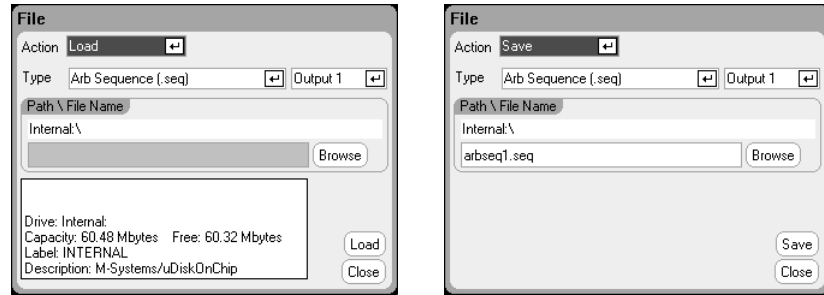 File
Action Load
Type Arb Sequence (.seq) Output 1
Path \ File Name
Internal:\
Browse
Drive: Internal:
Capacity: 60.48 Mbytes Free: 60.32 Mbytes
Label: INTERNAL
Description: M-Systems/uDiskOnChip
Load
Close
File
Action Save
Type Arb Sequence (.seq) Output 1
Path \ File Name
Internal:\
arbseq1.seq Browse
Save
Close